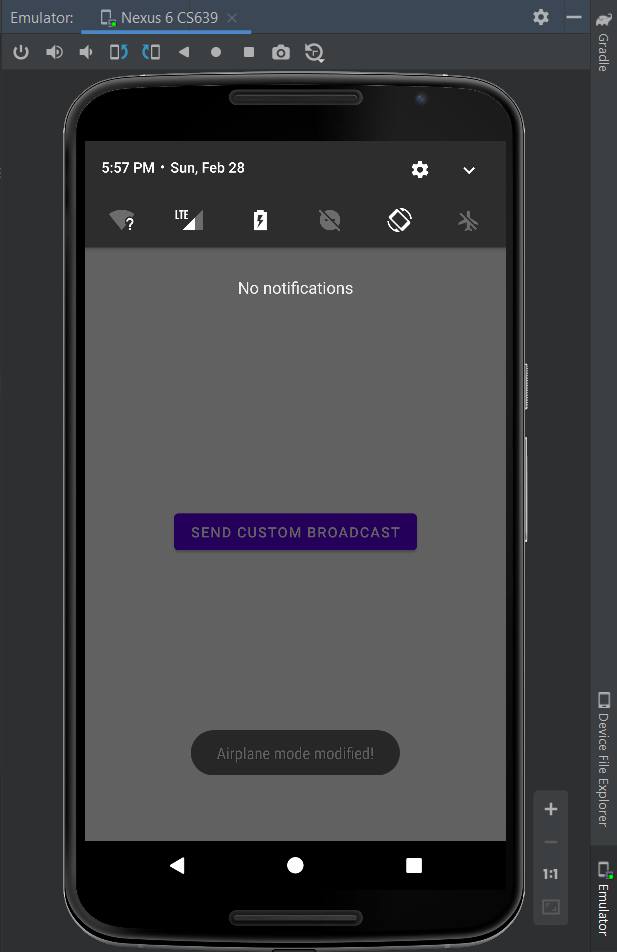 Emulator: Nexus 6 CS639
Gradle
5:57 PM • Sun, Feb 28
LTE
No notifications
SEND CUSTOM BROADCAST
Airplane mode modified!
Device File Explorer
1:1
Emulator